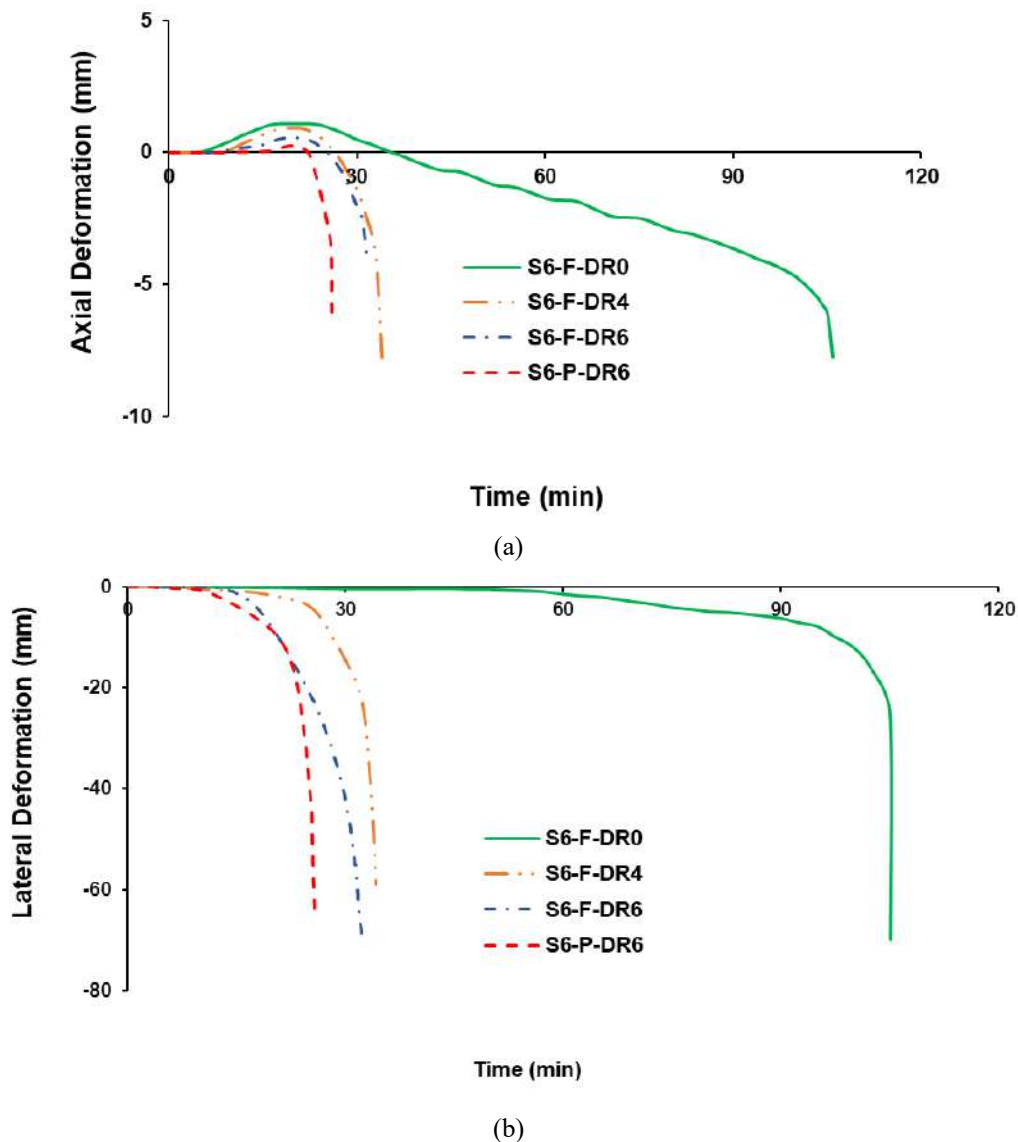 5
0
0 30 60 90 120
-5
-10
Axial Deformation (mm)
S6-F-DR0
S6-F-DR4
S6-F-DR6
S6-P-DR6
Time (min)
(a)
0
0 30 60 90 120
-20
-40
-60
-80
Lateral Deformation (mm)
S6-F-DR0
S6-F-DR4
S6-F-DR6
S6-P-DR6
Time (min)
(b)